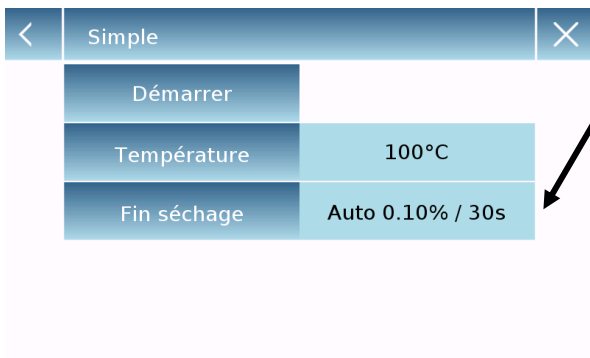 Simple
Démarrer
Température 100°C
Fin séchage Auto 0.10% / 30s